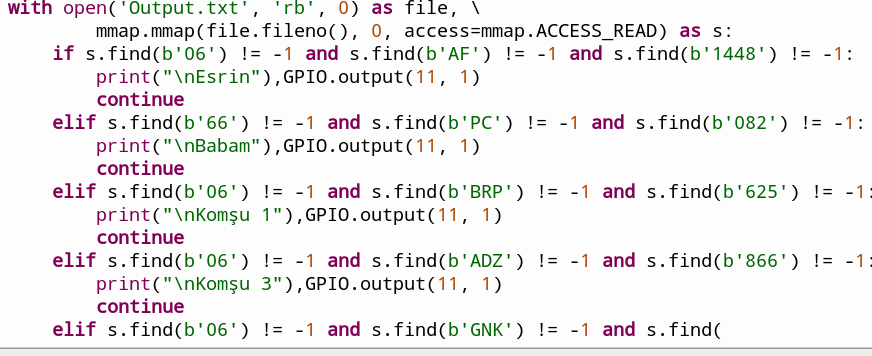 with open('Output.txt', 'rb', 0) as file, \
mmap.mmap(file.fileno(), 0, access=mmap.ACCESS_READ) as s:
if s.find(b'06') != -1 and s.find(b'AF') != -1 and s.find(b'1448') != -1:
print("\nEsrin"),GPIO.output(11, 1)
continue
elif s.find(b'66') != -1 and s.find(b'PC') != -1 and s.find(b'082') != -1:
print("\nBabam"),GPIO.output(11, 1)
continue
elif s.find(b'06') != -1 and s.find(b'BRP') != -1 and s.find(b'625') != -1:
print("\nKomşu 1"),GPIO.output(11, 1)
continue
elif s.find(b'06') != -1 and s.find(b'ADZ') != -1 and s.find(b'866') != -1:
print("\nKomşu 3"),GPIO.output(11, 1)
continue
elif s.find(b'06') != -1 and s.find(b'GNK') != -1 and s.find(